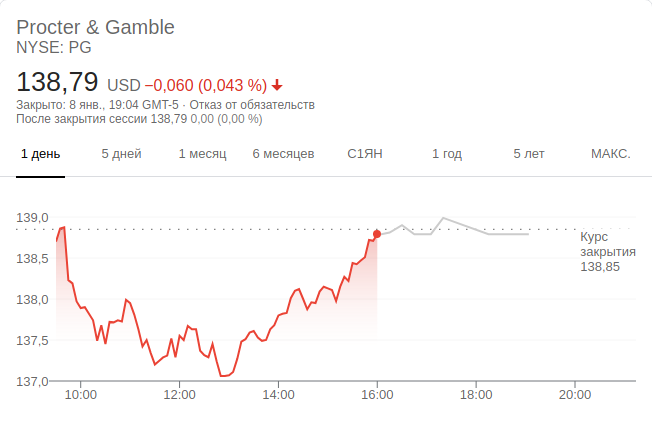 Procter & Gamble
NYSE: PG
138,79 USD −0,060 (0,043 %)
Закрыто: 8 янв., 19:04 GMT-5 · Отказ от обязательств
После закрытия сессии 138,79 0,00 (0,00 %)
1 день 5 дней 1 месяц 6 месяцев С1ЯН 1 год 5 лет МАКС.
139,0
Курс
закрытия
138,85
138,5
138,0
137,5
137,0
10:00 12:00 14:00 16:00 18:00 20:00